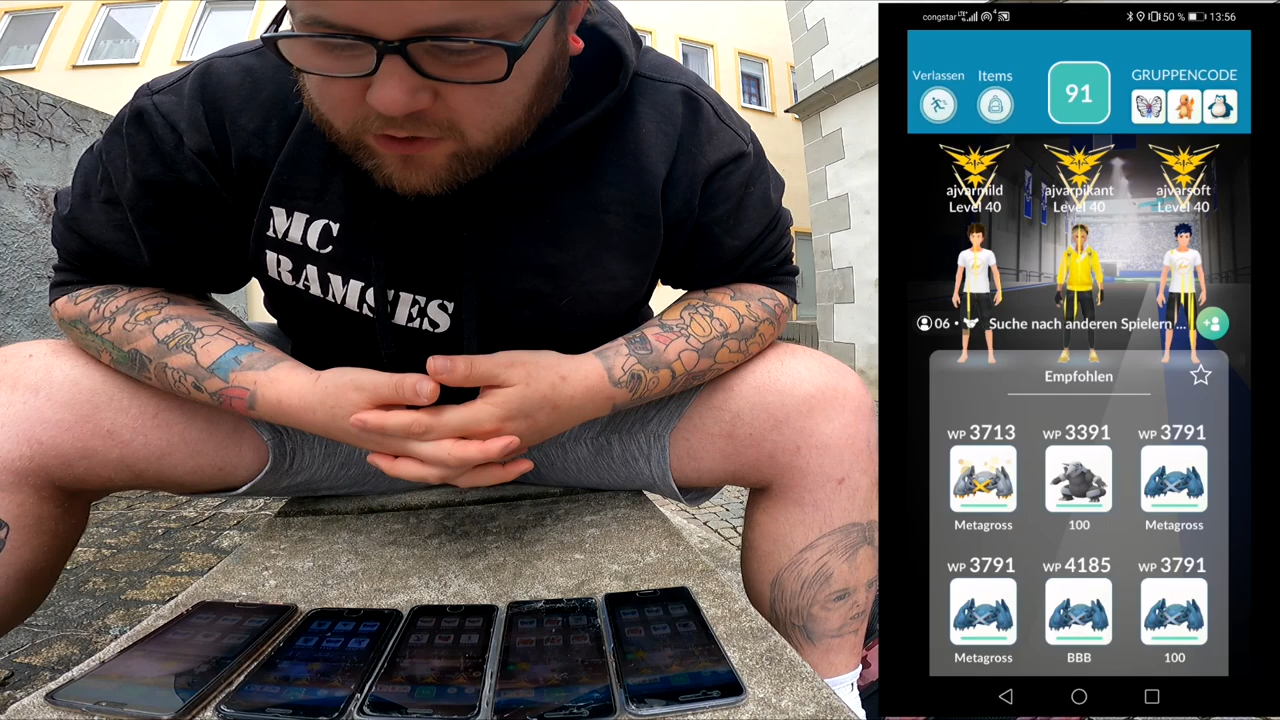 MC
RAMSES
congstar 50 % 13:56
Verlassen Items 91 GRUPPENCODE
ajvarmild ajvarpikant ajvarsoft
Level 40 Level 40 Level 40
06 • Suche nach anderen Spielern ...
Empfohlen
WP 3713 WP 3391 WP 3791
Metagross 100 Metagross
WP 3791 WP 4185 WP 3791
Metagross BBB 100